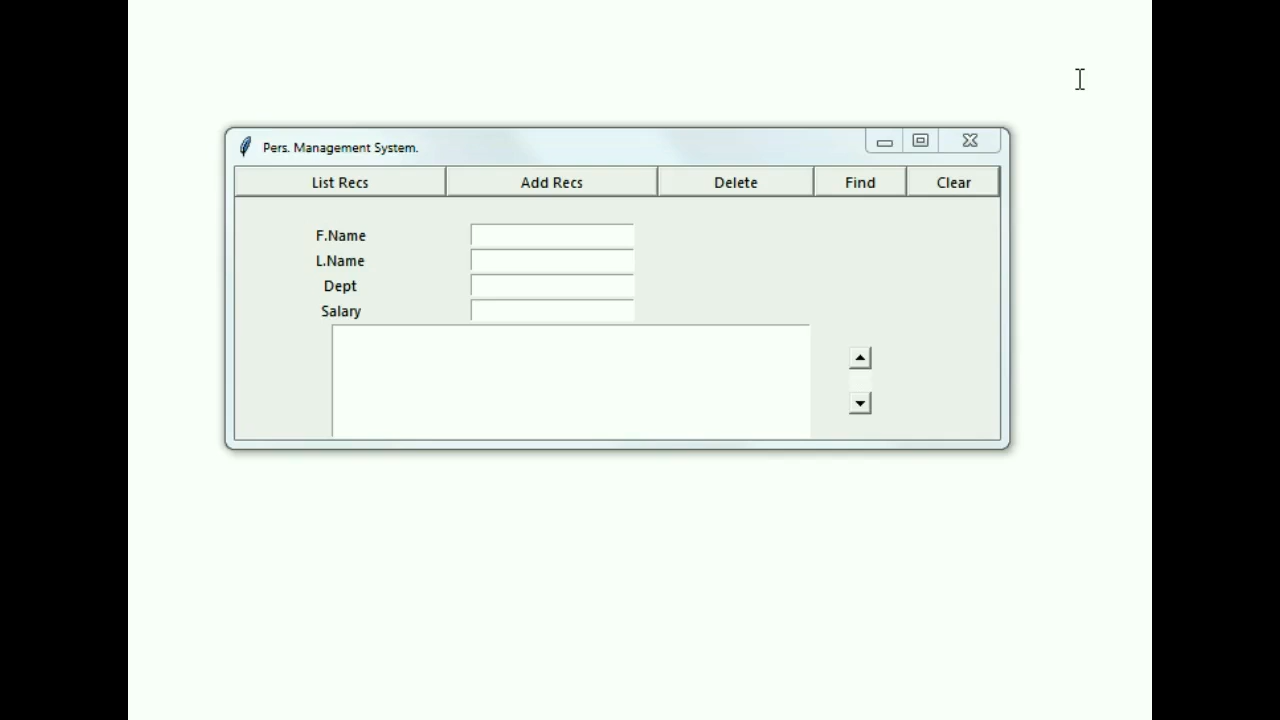 Pers. Management System.
List Recs Add Recs Delete Find Clear
F.Name
L.Name
Dept
Salary